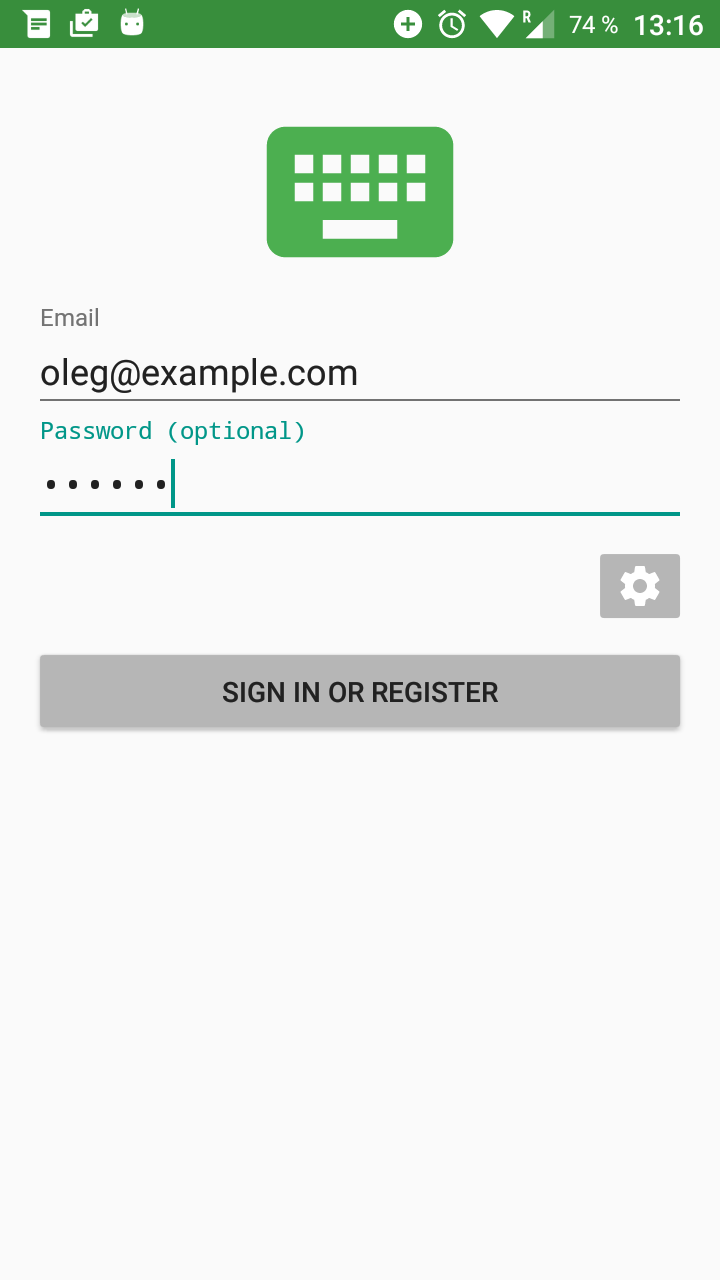 R 74 % 13:16
Email
oleg@example.com
Password (optional)
••••••
SIGN IN OR REGISTER